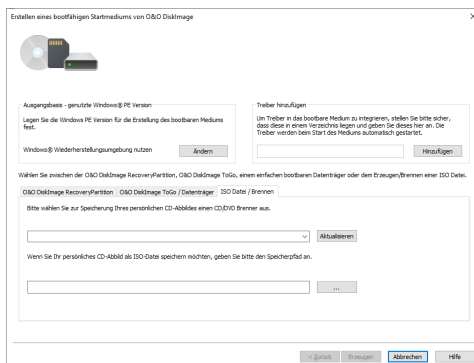 Erstellen eines bootfähigen Startmediums von O&O DiskImage
Ausgangsbasis - genutzte Windows® PE Version
Legen Sie die Windows PE Version für die Erstellung des bootbaren Mediums
fest.
Windows® Wiederherstellungsumgebung nutzen
Ändern
Treiber hinzufügen
Um Treiber in das bootbare Medium zu integrieren, stellen Sie bitte sicher,
dass diese in einem Verzeichnis liegen und geben Sie dieses hier an. Die
Treiber werden beim Start des Mediums automatisch gestartet.
Hinzufügen
Wählen Sie zwischen der O&O DiskImage RecoveryPartition, O&O DiskImage ToGo, einem einfachen bootbaren Datenträger oder dem Erzeugen/Brennen einer ISO Datei.
O&O DiskImage RecoveryPartition O&O DiskImage ToGo / Datenträger ISO Datei / Brennen
Bitte wählen Sie zur Speicherung Ihres persönlichen CD-Abbildes einen CD/DVD Brenner aus.
Aktualisieren
Wenn Sie Ihr persönliches CD-Abbild als ISO-Datei speichern möchten, geben Sie bitte den Speicherpfad an.
...
< Zurück Erzeugen Abbrechen Hilfe